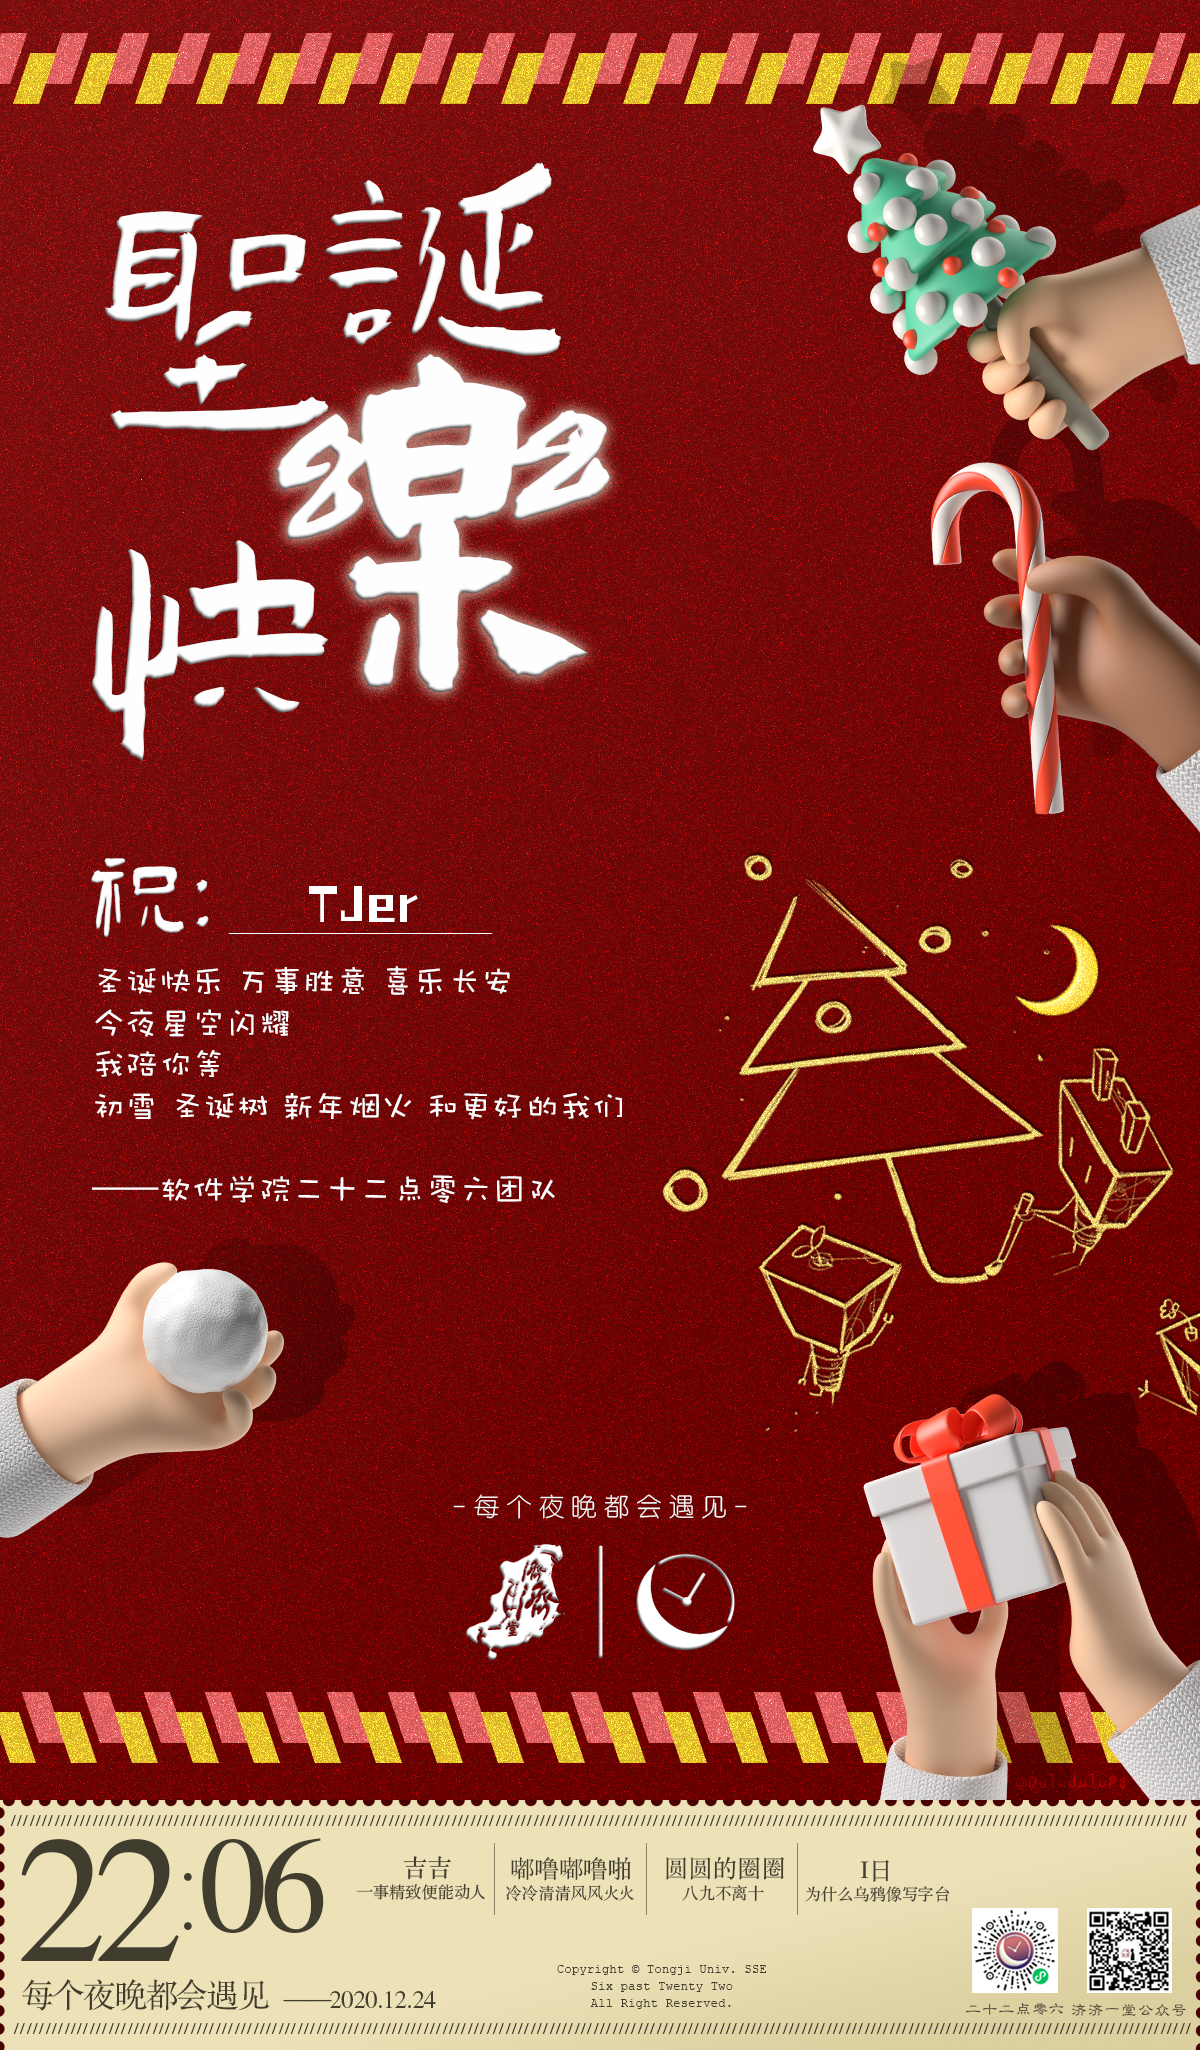 聖誕
樂
快
祝: TJer
圣诞快乐 万事胜意 喜乐长安
今夜星空闪耀
我陪你等
初雪 圣诞树 新年烟火 和更好的我们
——软件学院二十二点零六团队
-每个夜晚都会遇见-
濟濟一堂
@GuludutuPa
22:06
每个夜晚都会遇见 ——2020.12.24
吉吉
一事精致便能动人
嘟噜嘟噜啪
冷冷清清风风火火
圆圆的圈圈
八九不离十
I日
为什么乌鸦像写字台
Copyright © Tongji Univ. SSE
Six past Twenty Two
All Right Reserved.
二十二点零六
济济一堂公众号